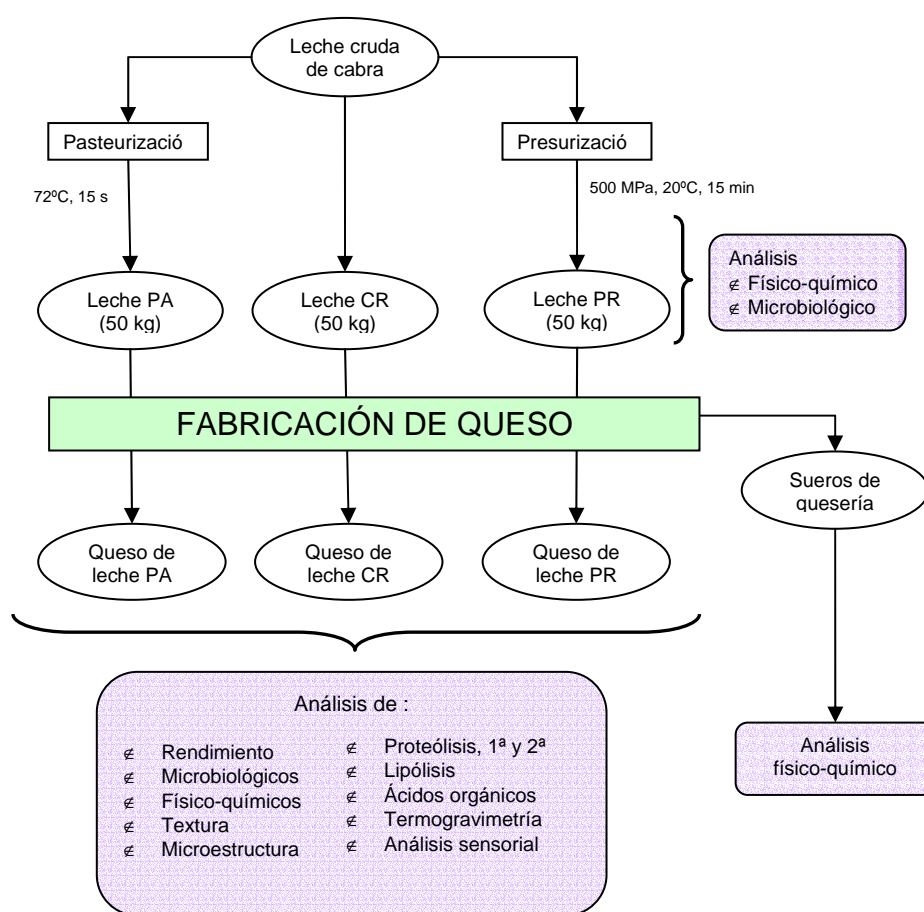 Leche cruda
de cabra
Pasteurizació
Presurizació
72ºC, 15 s
500 MPa, 20ºC, 15 min
Leche PA
(50 kg)
Leche CR
(50 kg)
Leche PR
(50 kg)
Análisis
∉ Físico-químico
∉ Microbiológico
FABRICACIÓN DE QUESO
Sueros de
quesería
Queso de
leche PA
Queso de
leche CR
Queso de
leche PR
Análisis de :
∉ Rendimiento
∉ Microbiológicos
∉ Físico-químicos
∉ Textura
∉ Microestructura
∉ Proteólisis, 1ª y 2ª
∉ Lipólisis
∉ Ácidos orgánicos
∉ Termogravimetría
∉ Análisis sensorial
Análisis
físico-químico